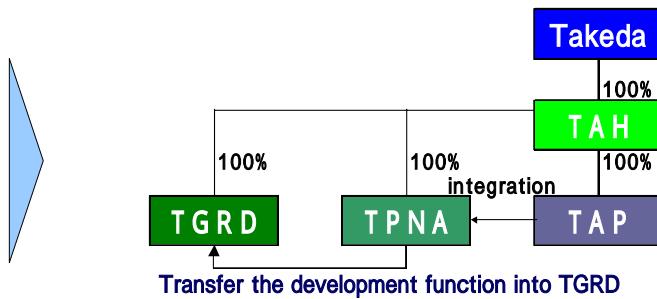 Takeda
100%
TAH
100%
100%
100%
integration
TGRD
TPNA
TAP
Transfer the development function into TGRD